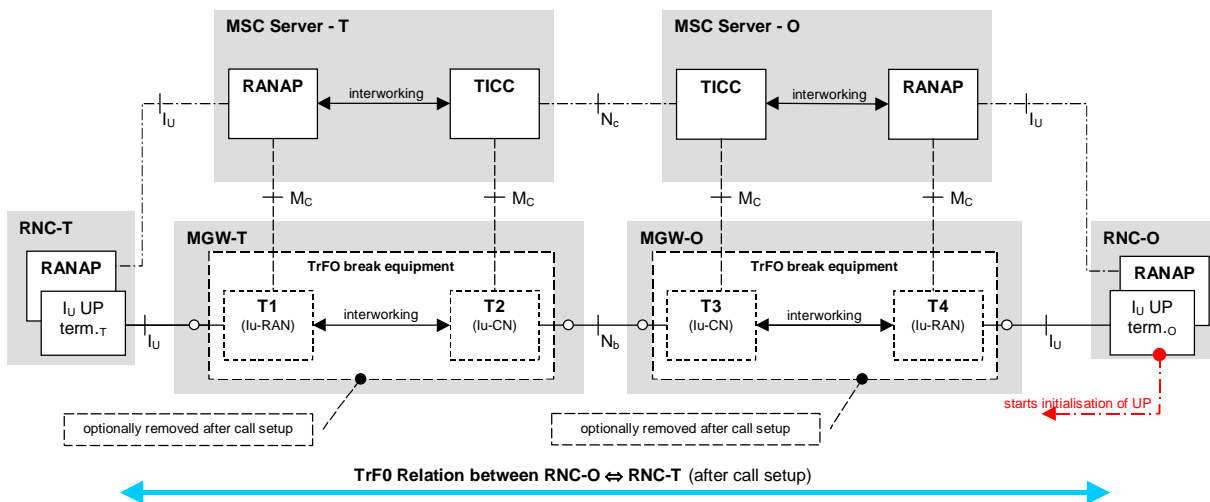 MSC Server - T
MSC Server - O
RANAP
interworking
TICC
TICC
interworking
RANAP
IU
NC
IU
MC
MC
MC
MC
RNC-T
MGW-T
MGW-O
RNC-O
RANAP
IU UP
term.T
TrFO break equipment
TrFO break equipment
RANAP
IU UP
term.O
T1
(Iu-RAN)
interworking
T2
(Iu-CN)
T3
(Iu-CN)
interworking
T4
(Iu-RAN)
IU
Nb
IU
starts initialisation of UP
optionally removed after call setup
optionally removed after call setup
TrF0 Relation between RNC-O ⇔ RNC-T (after call setup)